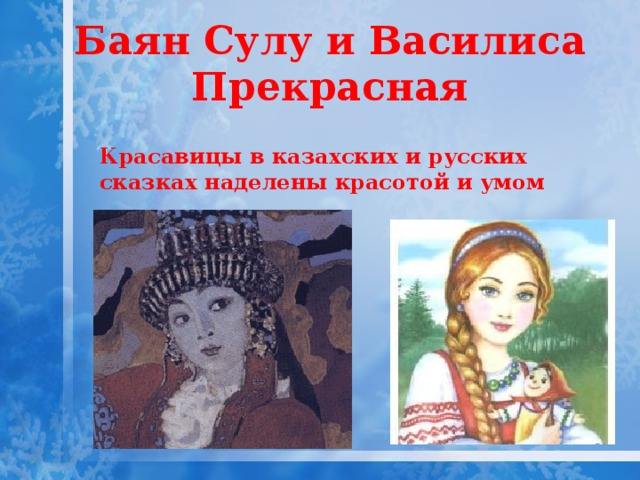 Баян Сулу и Василиса
Прекрасная
Красавицы в казахских и русских
сказках наделены красотой и умом